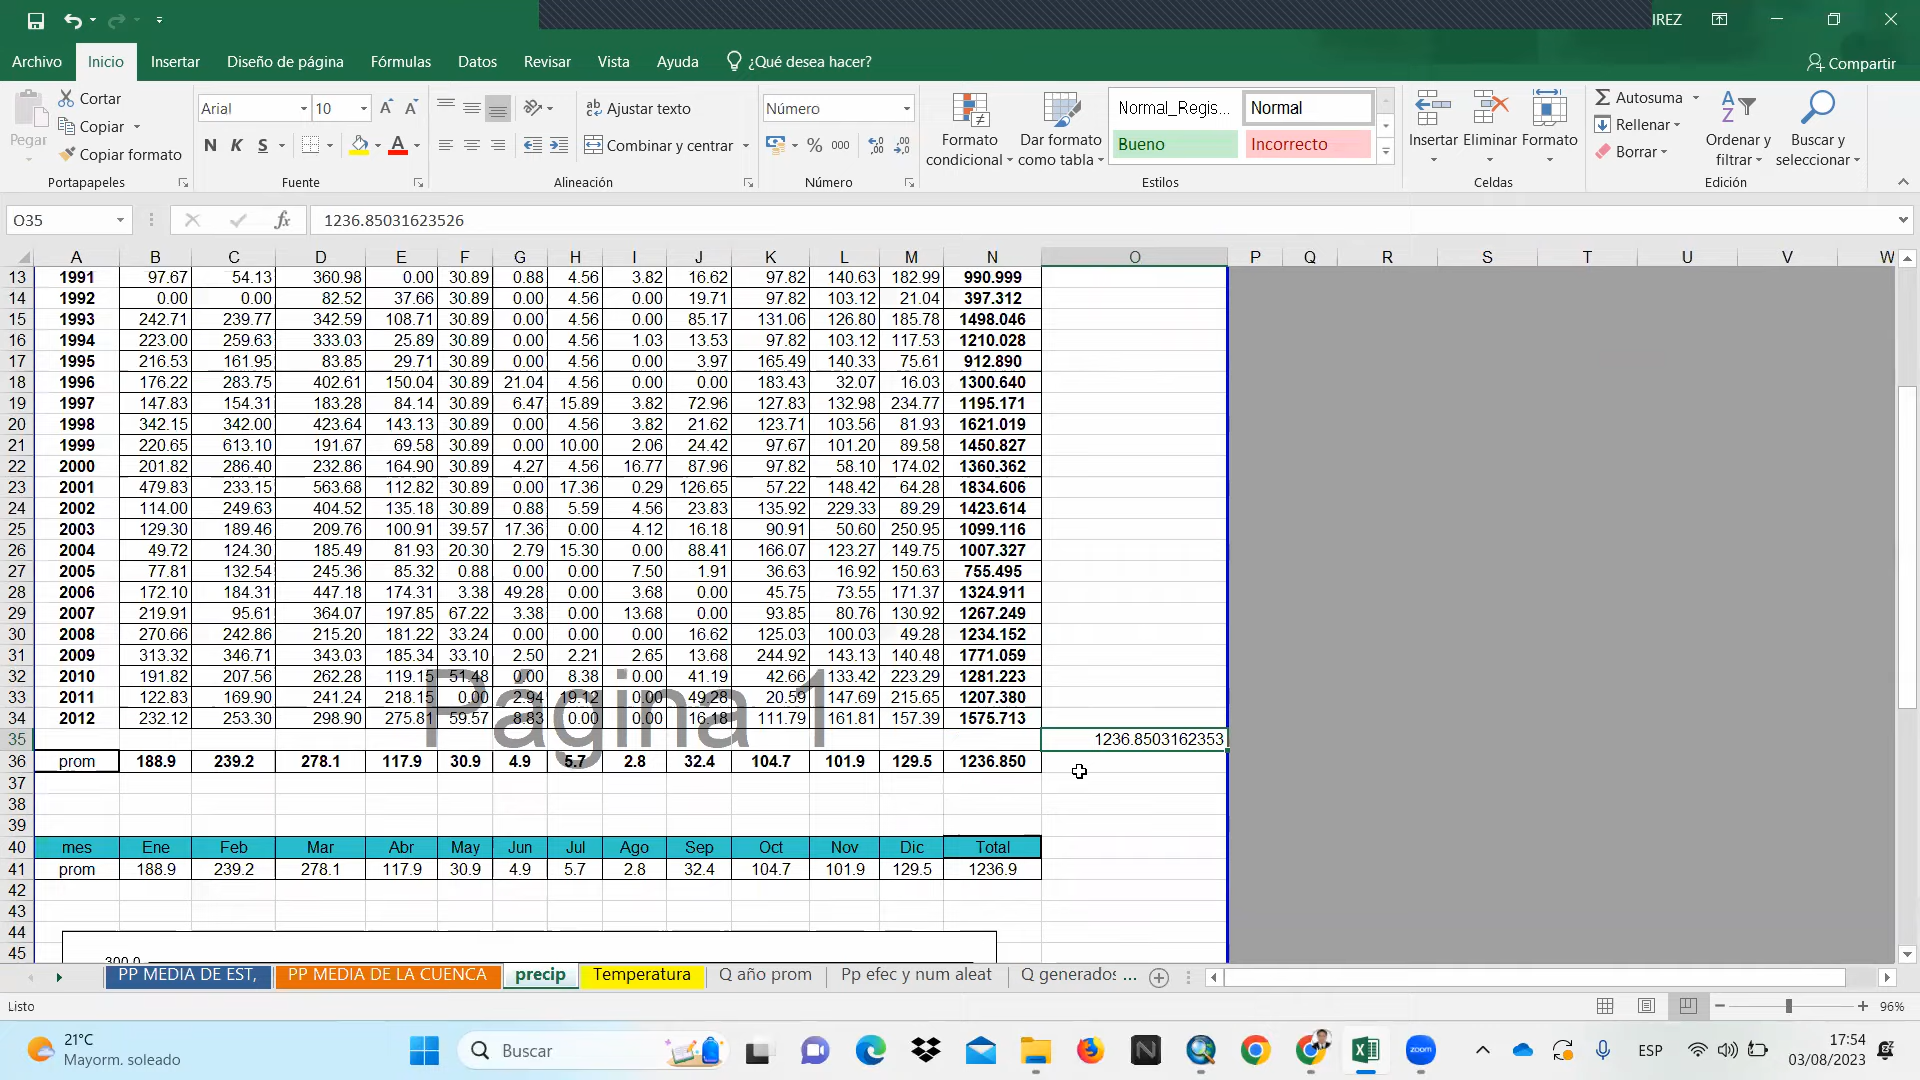 IREZ
Archivo Inicio Insertar Diseño de página Fórmulas Datos Revisar Vista Ayuda ¿Qué desea hacer? Compartir
Pegar
Cortar
Copiar
Copiar formato
Portapapeles
Arial 10
N K S
Fuente
Ajustar texto
Combinar y centrar
Alineación
Número
% 000
Número
Formato condicional
Dar formato como tabla
Normal_Regis... Normal
Bueno Incorrecto
Estilos
Insertar Eliminar Formato
Celdas
Autosuma
Rellenar
Borrar
Ordenar y filtrar
Buscar y seleccionar
Edición
O35 fx 1236.85031623526
A B C D E F G H I J K L M N O P Q R S T U V W
13 1991 97.67 54.13 360.98 0.00 30.89 0.88 4.56 3.82 16.62 97.82 140.63 182.99 990.999
14 1992 0.00 0.00 82.52 37.66 30.89 0.00 4.56 0.00 19.71 97.82 103.12 21.04 397.312
15 1993 242.71 239.77 342.59 108.71 30.89 0.00 4.56 0.00 85.17 131.06 126.80 185.78 1498.046
16 1994 223.00 259.63 333.03 25.89 30.89 0.00 4.56 1.03 13.53 97.82 103.12 117.53 1210.028
17 1995 216.53 161.95 83.85 29.71 30.89 0.00 4.56 0.00 3.97 165.49 140.33 75.61 912.890
18 1996 176.22 283.75 402.61 150.04 30.89 21.04 4.56 0.00 0.00 183.43 32.07 16.03 1300.640
19 1997 147.83 154.31 183.28 84.14 30.89 6.47 15.89 3.82 72.96 127.83 132.98 234.77 1195.171
20 1998 342.15 342.00 423.64 143.13 30.89 0.00 4.56 3.82 21.62 123.71 103.56 81.93 1621.019
21 1999 220.65 613.10 191.67 69.58 30.89 0.00 10.00 2.06 24.42 97.67 101.20 89.58 1450.827
22 2000 201.82 286.40 232.86 164.90 30.89 4.27 4.56 16.77 87.96 97.82 58.10 174.02 1360.362
23 2001 479.83 233.15 563.68 112.82 30.89 0.00 17.36 0.29 126.65 57.22 148.42 64.28 1834.606
24 2002 114.00 249.63 404.52 135.18 30.89 0.88 5.59 4.56 23.83 135.92 229.33 89.29 1423.614
25 2003 129.30 189.46 209.76 100.91 39.57 17.36 0.00 4.12 16.18 90.91 50.60 250.95 1099.116
26 2004 49.72 124.30 185.49 81.93 20.30 2.79 15.30 0.00 88.41 166.07 123.27 149.75 1007.327
27 2005 77.81 132.54 245.36 85.32 0.88 0.00 0.00 7.50 1.91 36.63 16.92 150.63 755.495
28 2006 172.10 184.31 447.18 174.31 3.38 49.28 0.00 3.68 0.00 45.75 73.55 171.37 1324.911
29 2007 219.91 95.61 364.07 197.85 67.22 3.38 0.00 13.68 0.00 93.85 80.76 130.92 1267.249
30 2008 270.66 242.86 215.20 181.22 33.24 0.00 0.00 0.00 16.62 125.03 100.03 49.28 1234.152
31 2009 313.32 346.71 343.03 185.34 33.10 2.50 2.21 2.65 13.68 244.92 143.13 140.48 1771.059
32 2010 191.82 207.56 262.28 119.15 51.48 0.00 8.38 0.00 41.19 42.66 133.42 223.29 1281.223
33 2011 122.83 169.90 241.24 218.15 0.00 2.94 19.12 0.00 49.28 20.59 147.69 215.65 1207.380
34 2012 232.12 253.30 298.90 275.81 59.57 8.83 0.00 0.00 16.18 111.79 161.81 157.39 1575.713
Página 1
35 1236.8503162353
36 prom 188.9 239.2 278.1 117.9 30.9 4.9 5.7 2.8 32.4 104.7 101.9 129.5 1236.850
37
38
39
40 mes Ene Feb Mar Abr May Jun Jul Ago Sep Oct Nov Dic Total
41 prom 188.9 239.2 278.1 117.9 30.9 4.9 5.7 2.8 32.4 104.7 101.9 129.5 1236.9
42
43
44
45 300.0
PP MEDIA DE EST, PP MEDIA DE LA CUENCA precip Temperatura Q año prom Pp efec y num aleat Q generados ...
Listo 96%
21°C
Mayorm. soleado
Buscar
zoom
ESP
17:54
03/08/2023